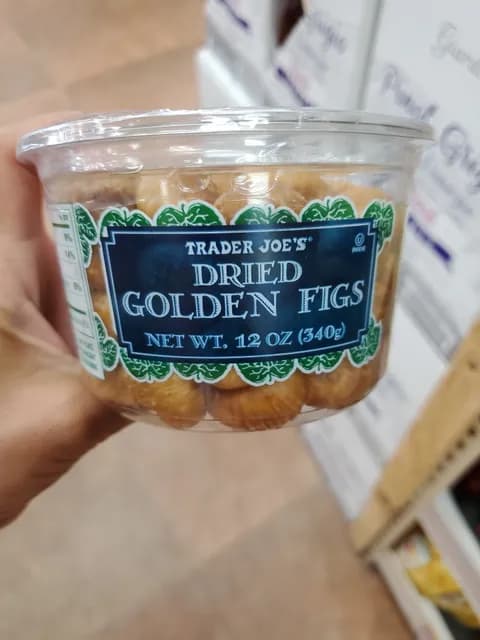 TRADER JOE'S®
DRIED
GOLDEN FIGS
NET WT. 12 OZ (340g)